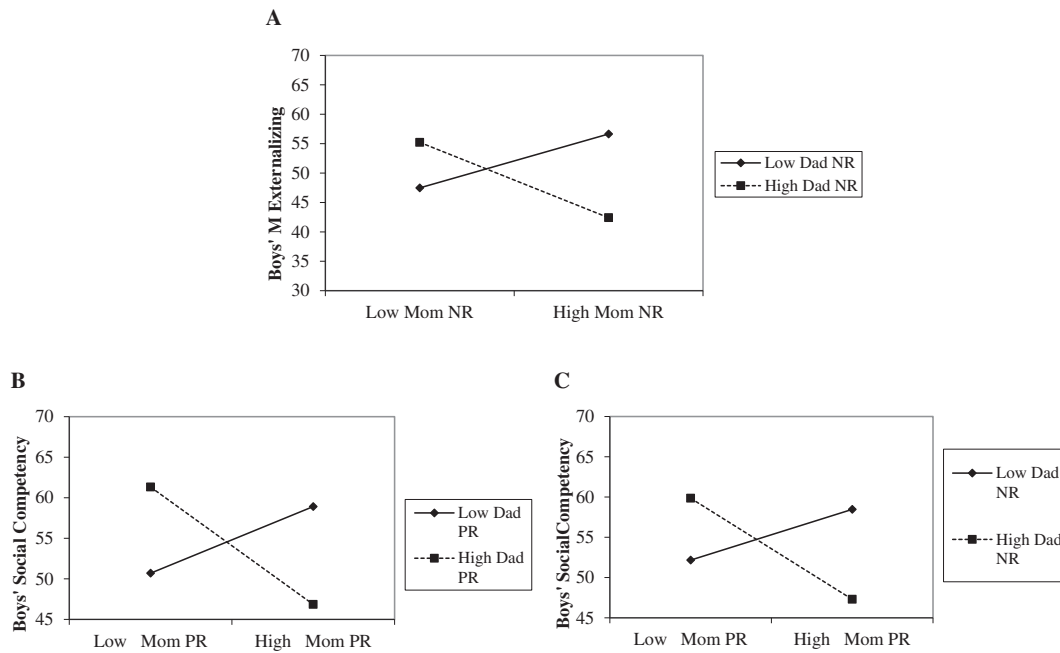 A
70
65
60
55
50
45
40
35
30
Boys' M Externalizing
Low Mom NR
High Mom NR
Low Dad NR
High Dad NR
B
70
65
60
55
50
45
Boys' Social Competency
Low Mom PR
High Mom PR
Low Dad
PR
High Dad
PR
C
70
65
60
55
50
45
Boys' SocialCompetency
Low Mom PR
High Mom PR
Low Dad
NR
High Dad
NR